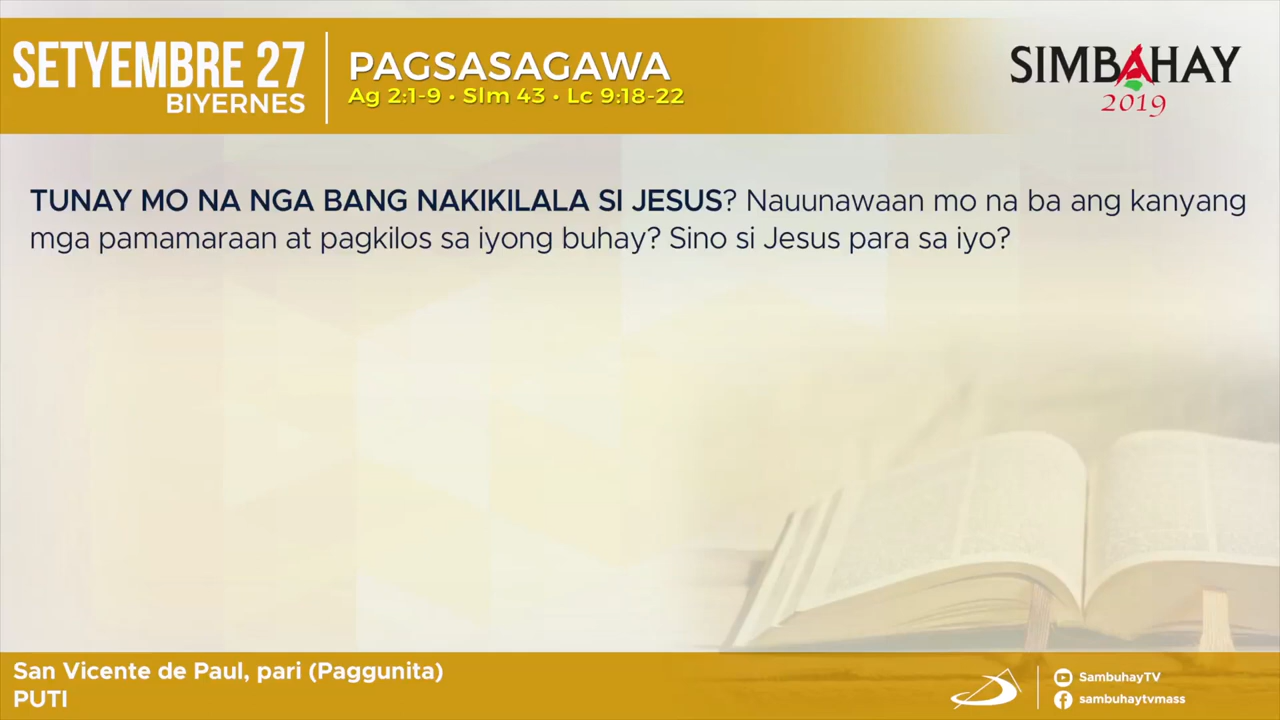 SETYEMBRE 27
BIYERNES
PAGSASAGAWA
Ag 2:1-9 • Slm 43 • Lc 9:18-22
SIMBAHAY
2019
TUNAY MO NA NGA BANG NAKIKILALA SI JESUS? Nauunawaan mo na ba ang kanyang
mga pamamaraan at pagkilos sa iyong buhay? Sino si Jesus para sa iyo?
San Vicente de Paul, pari (Paggunita)
PUTI
SambuhayTV
sambuhaytvmass